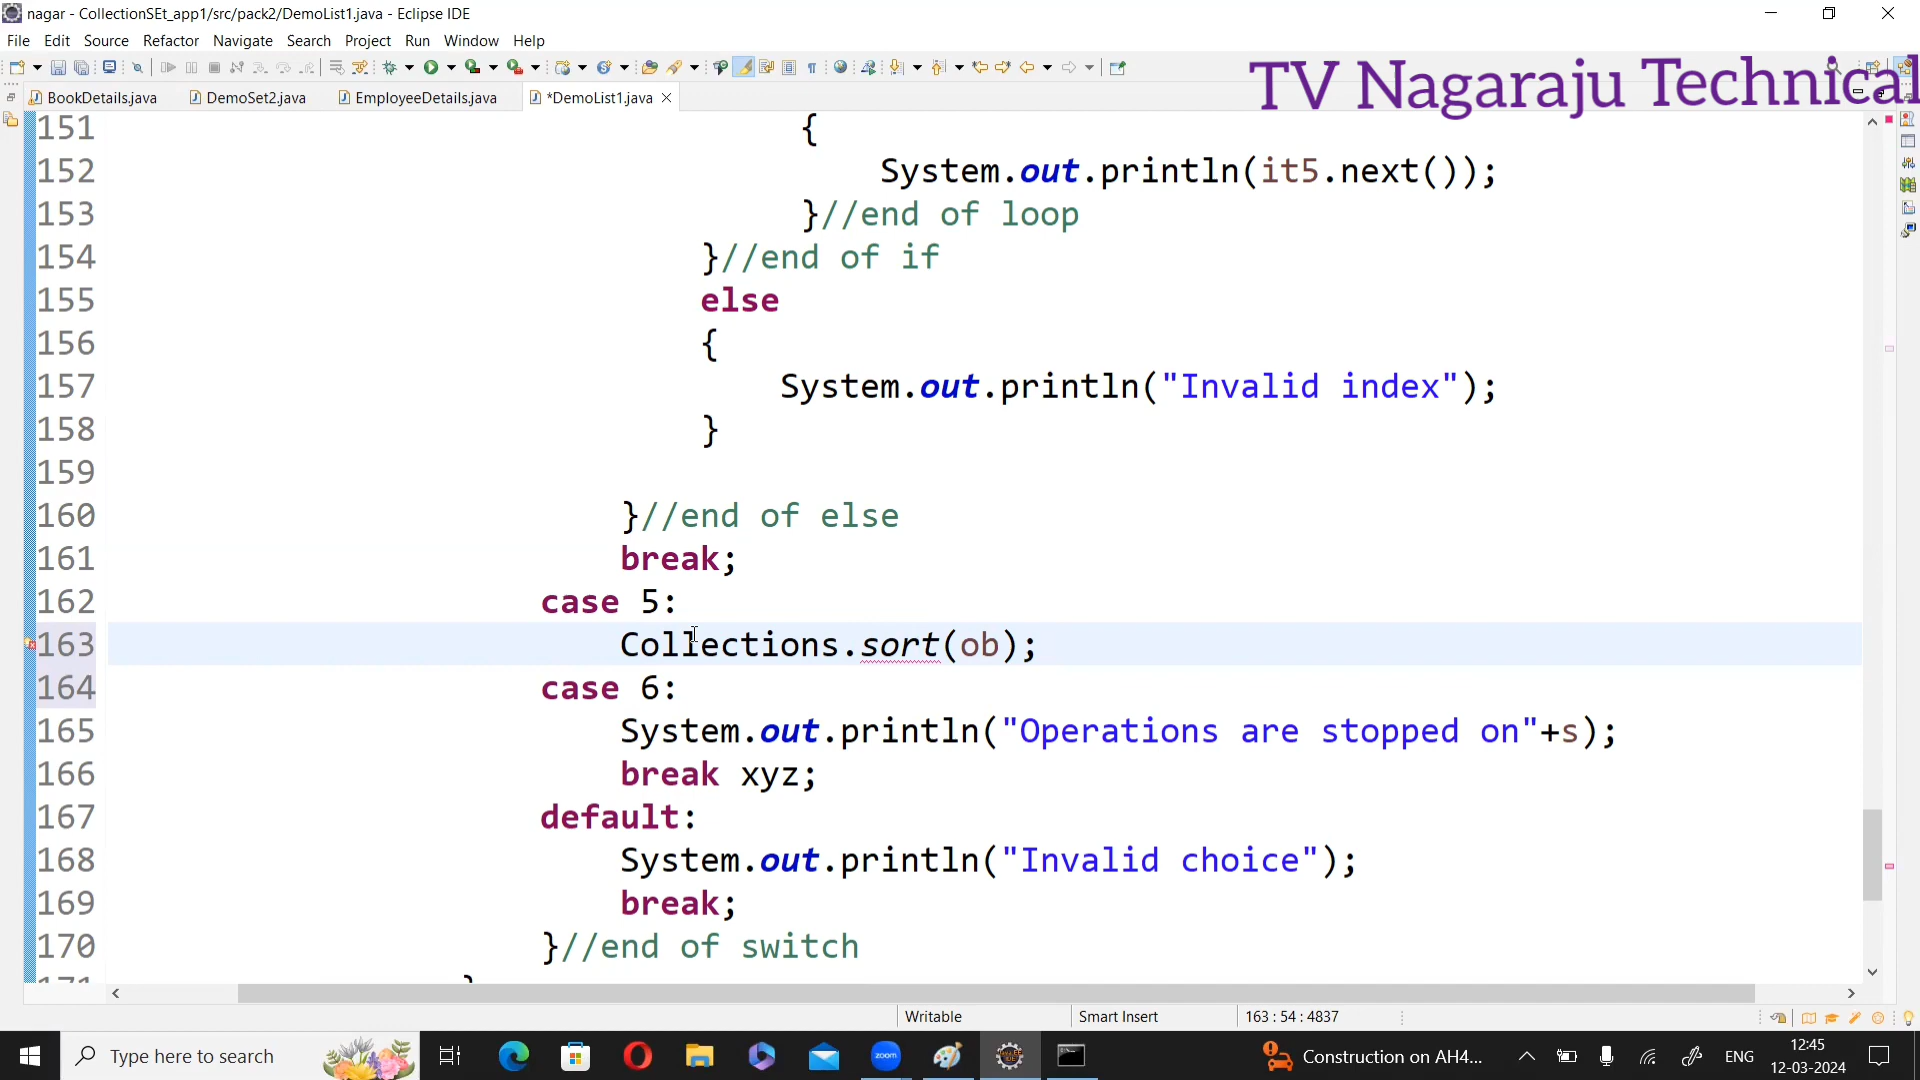 nagar - CollectionSEt_app1/src/pack2/DemoList1.java - Eclipse IDE
File Edit Source Refactor Navigate Search Project Run Window Help
TV Nagaraju Technical
BookDetails.java DemoSet2.java EmployeeDetails.java *DemoList1.java
151 {
152 System.out.println(it5.next());
153 }//end of loop
154 }//end of if
155 else
156 {
157 System.out.println("Invalid index");
158 }
159
160 }//end of else
161 break;
162 case 5:
163 Collections.sort(ob);
164 case 6:
165 System.out.println("Operations are stopped on"+s);
166 break xyz;
167 default:
168 System.out.println("Invalid choice");
169 break;
170 }//end of switch
Writable Smart Insert 163 : 54 : 4837
Type here to search zoom Construction on AH4... ENG 12:45
12-03-2024